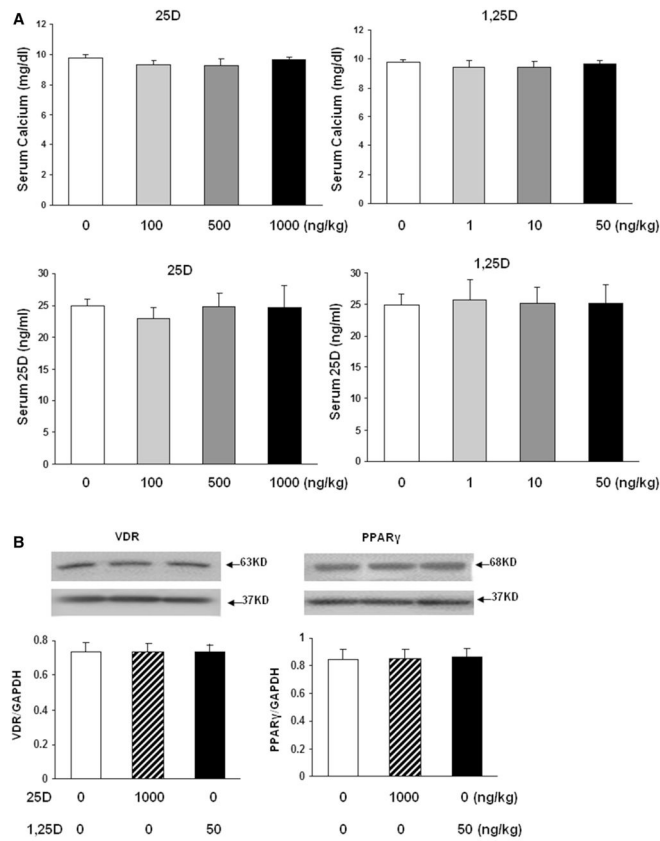 A
25D
Serum Calcium (mg/dl)
12
10
8
6
4
2
0
0 100 500 1000 (ng/kg)
1,25D
Serum Calcium (mg/dl)
12
10
8
6
4
2
0
0 1 10 50 (ng/kg)
25D
Serum 25D (ng/ml)
30
25
20
15
10
5
0
0 100 500 1000 (ng/kg)
1,25D
Serum 25D (ng/ml)
30
25
20
15
10
5
0
0 1 10 50 (ng/kg)
B
VDR
63KD
37KD
VDR/GAPDH
0.8
0.6
0.4
0.2
0
25D 0 1000 0
1,25D 0 0 50
PPARγ
68KD
37KD
PPARγ/GAPDH
1
0.8
0.6
0.4
0.2
0
0 1000 0 (ng/kg)
0 0 50 (ng/kg)